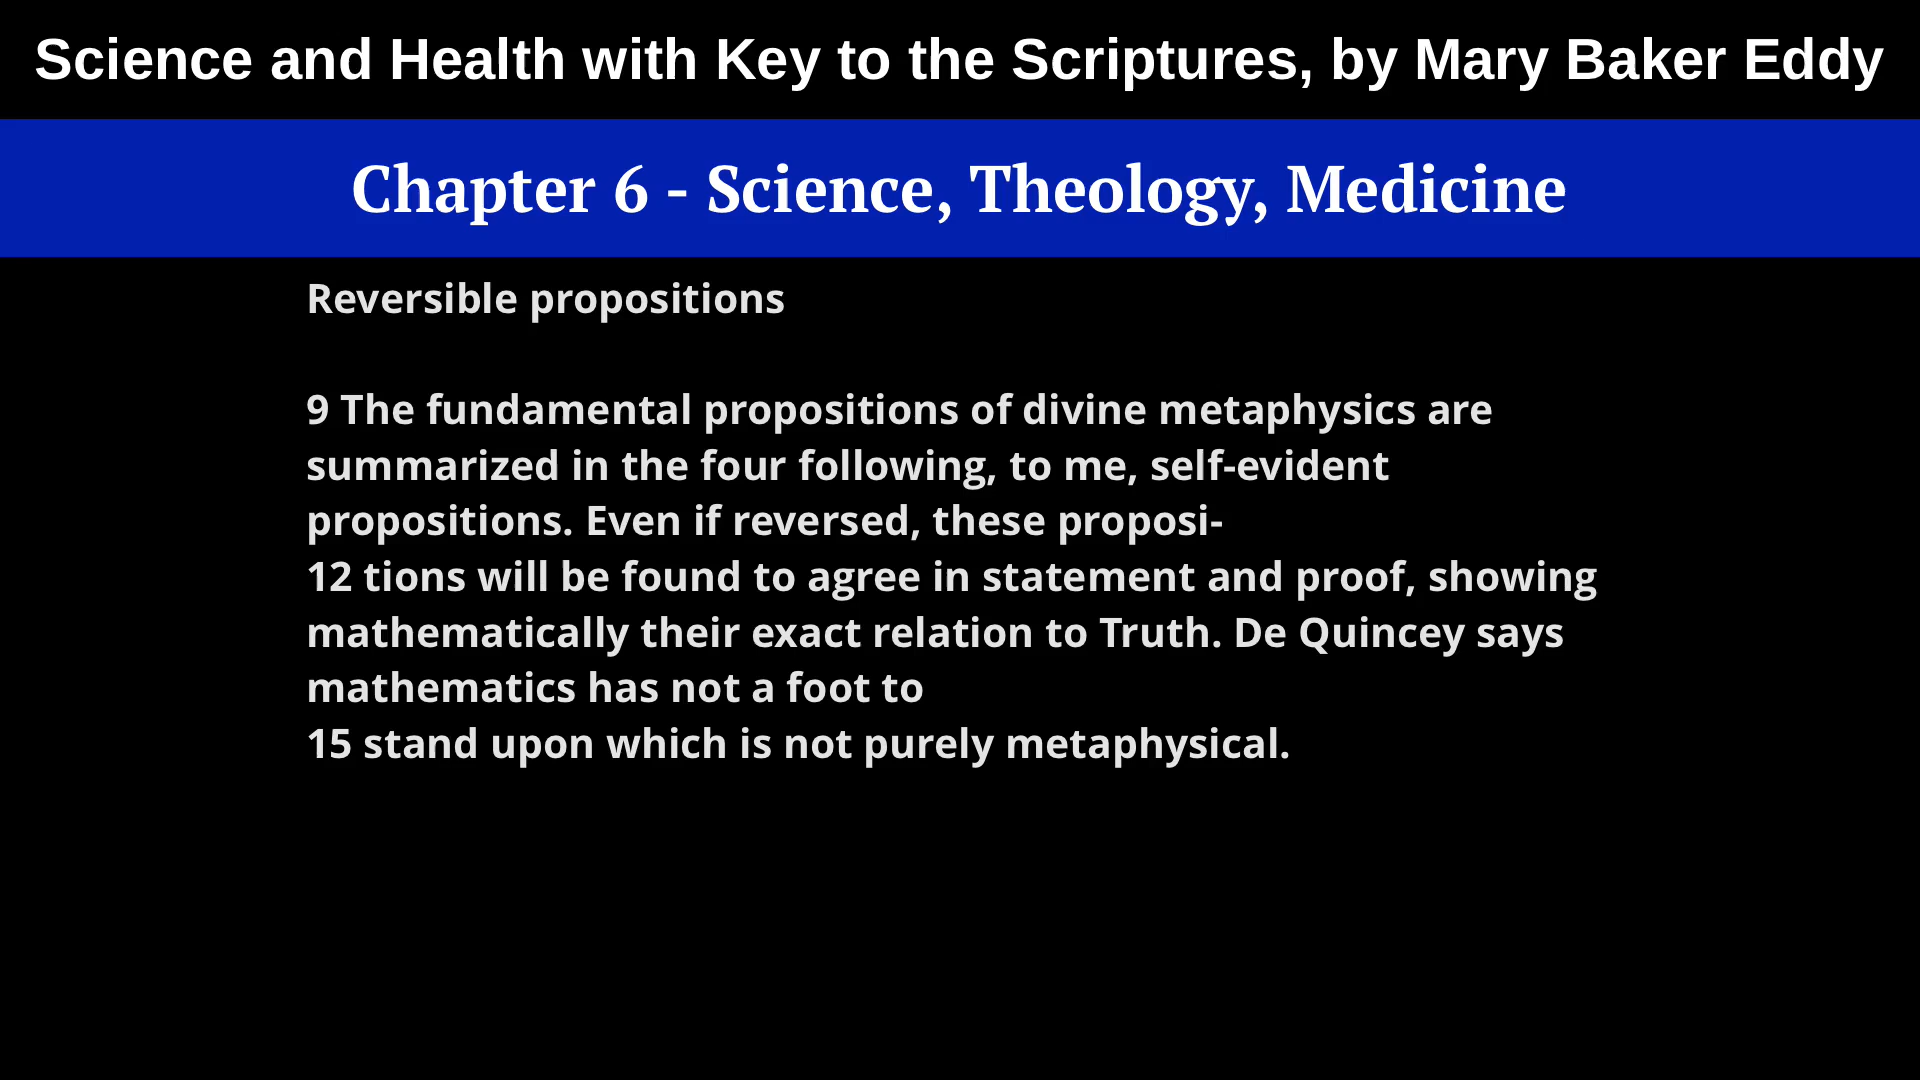 Science and Health with Key to the Scriptures, by Mary Baker Eddy
Chapter 6 - Science, Theology, Medicine
Reversible propositions
9 The fundamental propositions of divine metaphysics are
summarized in the four following, to me, self-evident
propositions. Even if reversed, these proposi-
12 tions will be found to agree in statement and proof, showing
mathematically their exact relation to Truth. De Quincey says
mathematics has not a foot to
15 stand upon which is not purely metaphysical.